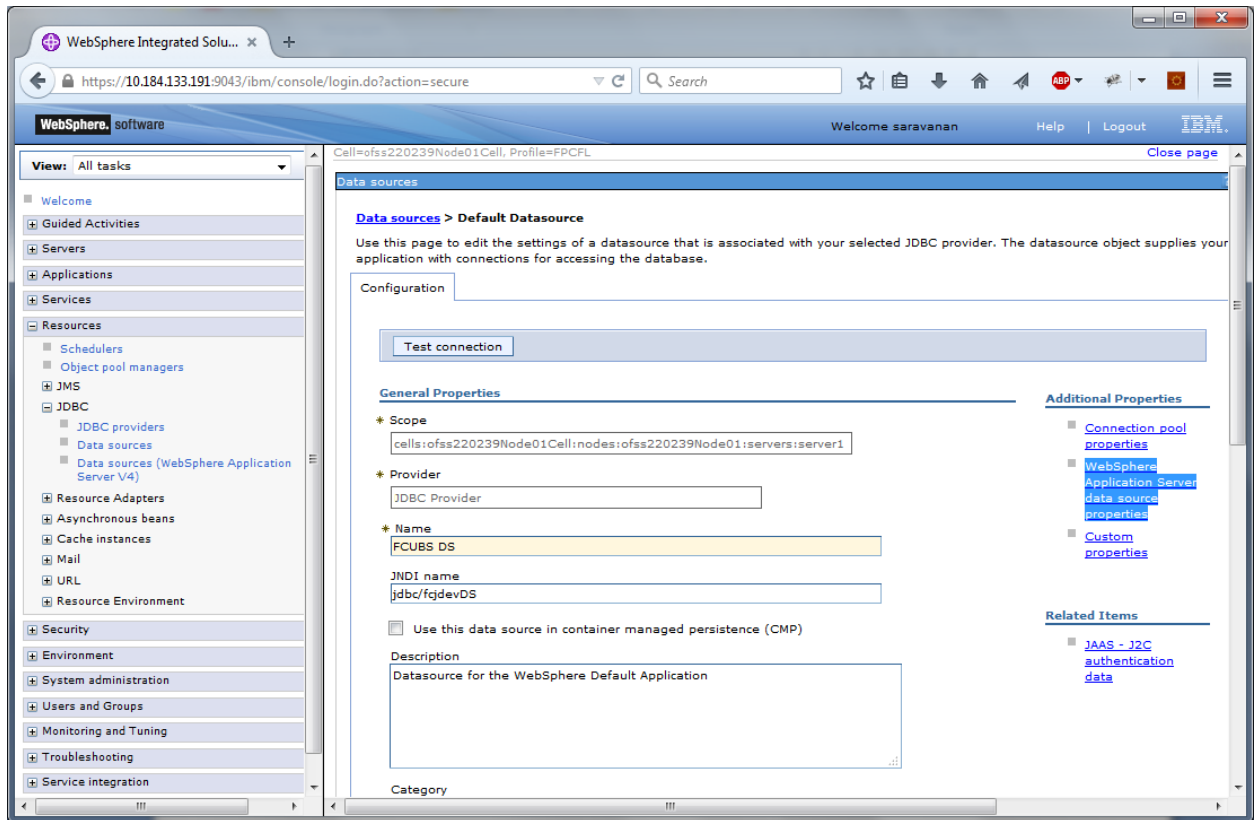 WebSphere Integrated Solu...
https://10.184.133.191:9043/ibm/console/login.do?action=secure
Search
ABP
WebSphere. software
Welcome saravanan
Help | Logout
IBM.
View: All tasks
Welcome
Guided Activities
Servers
Applications
Services
Resources
Schedulers
Object pool managers
JMS
JDBC
JDBC providers
Data sources
Data sources (WebSphere Application
Server V4)
Resource Adapters
Asynchronous beans
Cache instances
Mail
URL
Resource Environment
Security
Environment
System administration
Users and Groups
Monitoring and Tuning
Troubleshooting
Service integration
Cell=ofss220239Node01Cell, Profile=FPCFL
Close page
Data sources
?
Data sources > Default Datasource
Use this page to edit the settings of a datasource that is associated with your selected JDBC provider. The datasource object supplies your
application with connections for accessing the database.
Configuration
Test connection
General Properties
* Scope
cells:ofss220239Node01Cell:nodes:ofss220239Node01:servers:server1
* Provider
JDBC Provider
* Name
FCUBS DS
JNDI name
jdbc/fcjdevDS
Use this data source in container managed persistence (CMP)
Description
Datasource for the WebSphere Default Application
Category
Additional Properties
Connection pool
properties
WebSphere
Application Server
data source
properties
Custom
properties
Related Items
JAAS - J2C
authentication
data